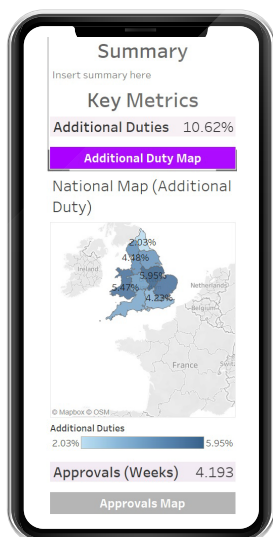 Summary
Insert summary here
Key Metrics
Additional Duties 10.62%
Additional Duty Map
National Map (Additional
Duty)
2.03%
4.48%
Ireland
5.95%
5.47%
Netherlands
4.23%
Belgium
France
© Mapbox © OSM
Additional Duties
2.03% 5.95%
Approvals (Weeks) 4.193
Approvals Map